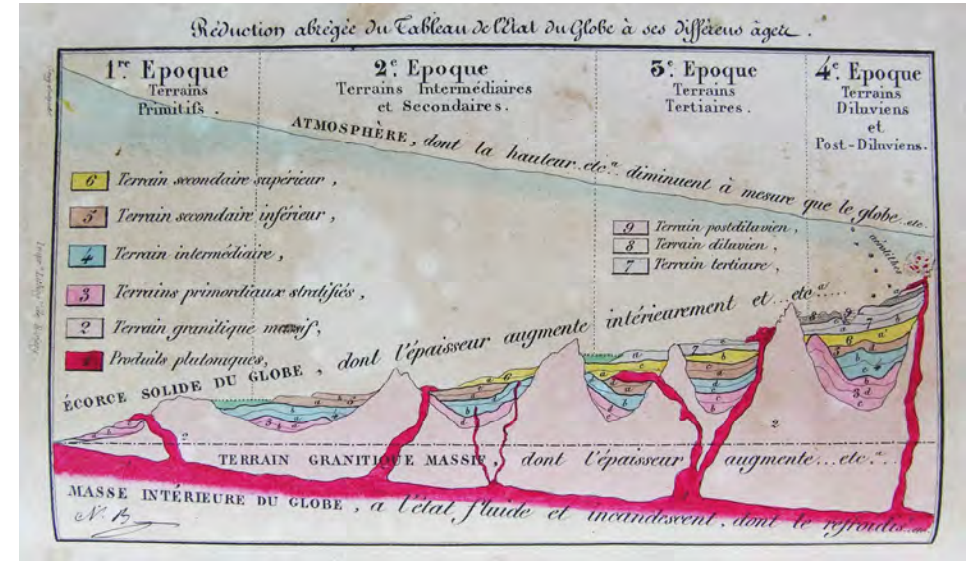 Réduction abrégée du Tableau de l'Etat du Globe à ses différens âges.
1.re Epoque
Terrains
Primitifs.
2.e Epoque
Terrains Intermédiaires
et Secondaires.
3.e Epoque
Terrains
Tertiaires.
4.e Epoque
Terrains
Diluviens
et
Post-Diluviens.
ATMOSPHÈRE, dont la hauteur..etc.a diminuent à mesure que le globe..etc.
6 Terrain secondaire supérieur,
5 Terrain secondaire inférieur,
4 Terrain intermédiaire,
3 Terrains primordiaux stratifiés,
2 Terrain granitique massif,
Produits plutoniques,
9 Terrain postdiluvien,
8 Terrain diluvien,
7 Terrain tertiaire,
aérolithes
ÉCORCE SOLIDE DU GLOBE, dont l'épaisseur augmente intérieurement et...etc.a.....
TERRAIN GRANITIQUE MASSIF, dont l'épaisseur augmente...etc.a..
MASSE INTÉRIEURE DU GLOBE, a l'état fluide et incandescent, dont le refroidis....
N. B